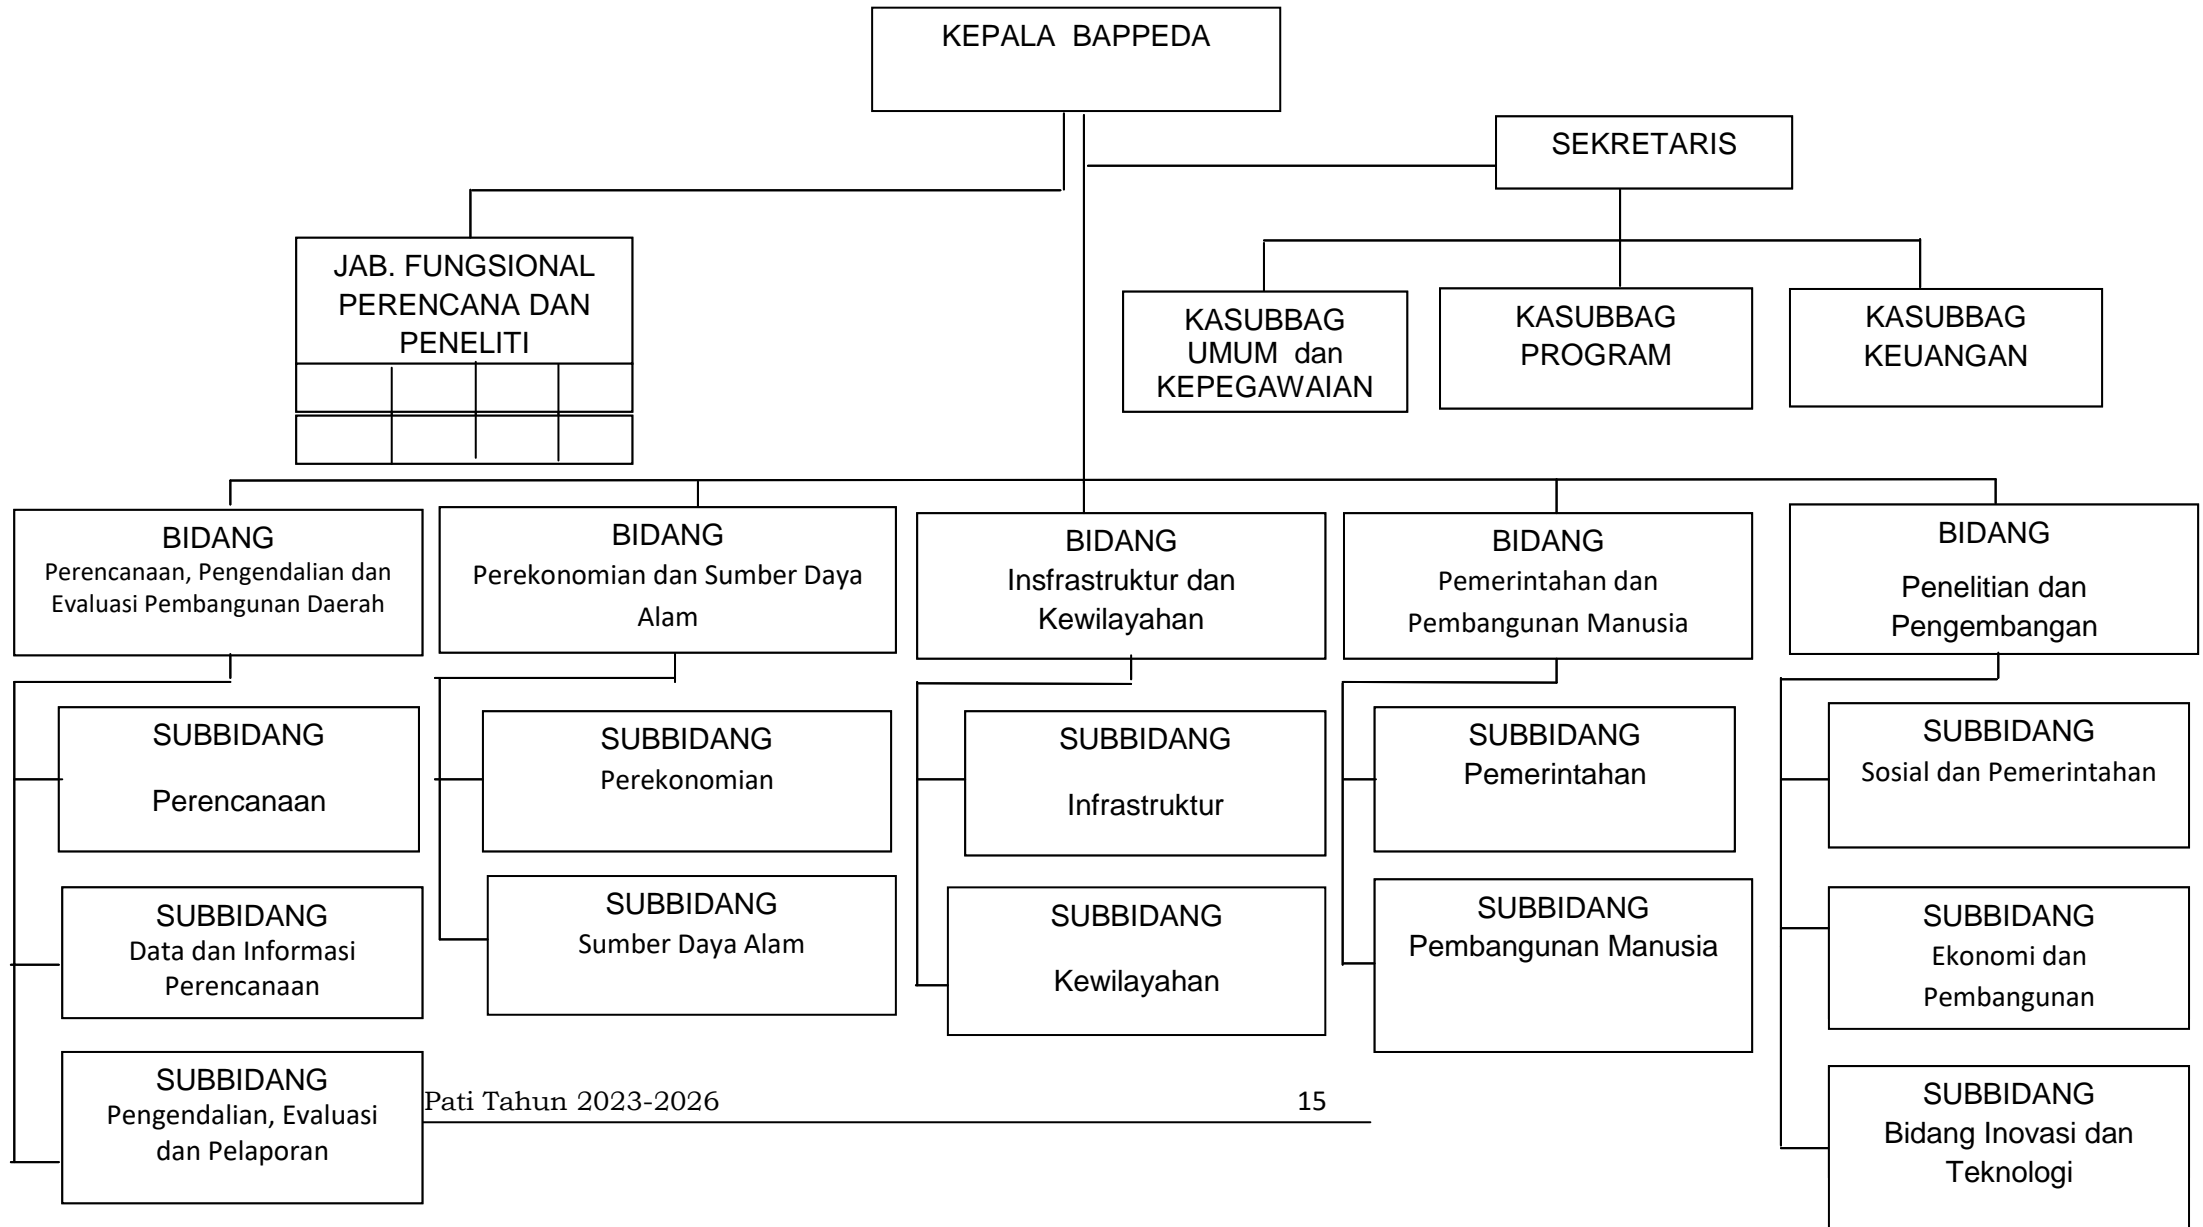 KEPALA BAPPEDA
SEKRETARIS
JAB. FUNGSIONAL
PERENCANA DAN
PENELITI
KASUBBAG
UMUM dan
KEPEGAWAIAN
KASUBBAG
PROGRAM
KASUBBAG
KEUANGAN
BIDANG
Perencanaan, Pengendalian dan
Evaluasi Pembangunan Daerah
BIDANG
Perekonomian dan Sumber Daya
Alam
BIDANG
Insfrastruktur dan
Kewilayahan
BIDANG
Pemerintahan dan
Pembangunan Manusia
BIDANG
Penelitian dan
Pengembangan
SUBBIDANG
Perencanaan
SUBBIDANG
Perekonomian
SUBBIDANG
Infrastruktur
SUBBIDANG
Pemerintahan
SUBBIDANG
Sosial dan Pemerintahan
SUBBIDANG
Data dan Informasi
Perencanaan
SUBBIDANG
Sumber Daya Alam
SUBBIDANG
Kewilayahan
SUBBIDANG
Pembangunan Manusia
SUBBIDANG
Ekonomi dan
Pembangunan
SUBBIDANG
Pengendalian, Evaluasi
dan Pelaporan
SUBBIDANG
Bidang Inovasi dan
Teknologi
Pati Tahun 2023-2026 15